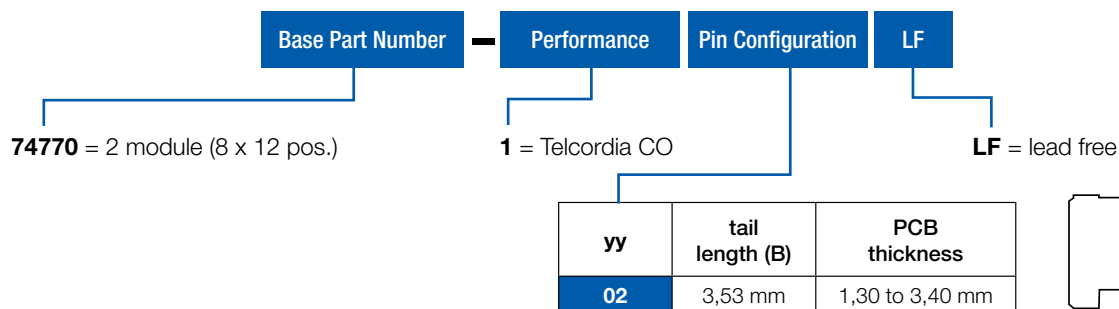 Base Part Number – Performance Pin Configuration LF
74770 = 2 module (8 x 12 pos.) 1 = Telcordia CO LF = lead free
yy tail length (B) PCB thickness
02 3,53 mm 1,30 to 3,40 mm